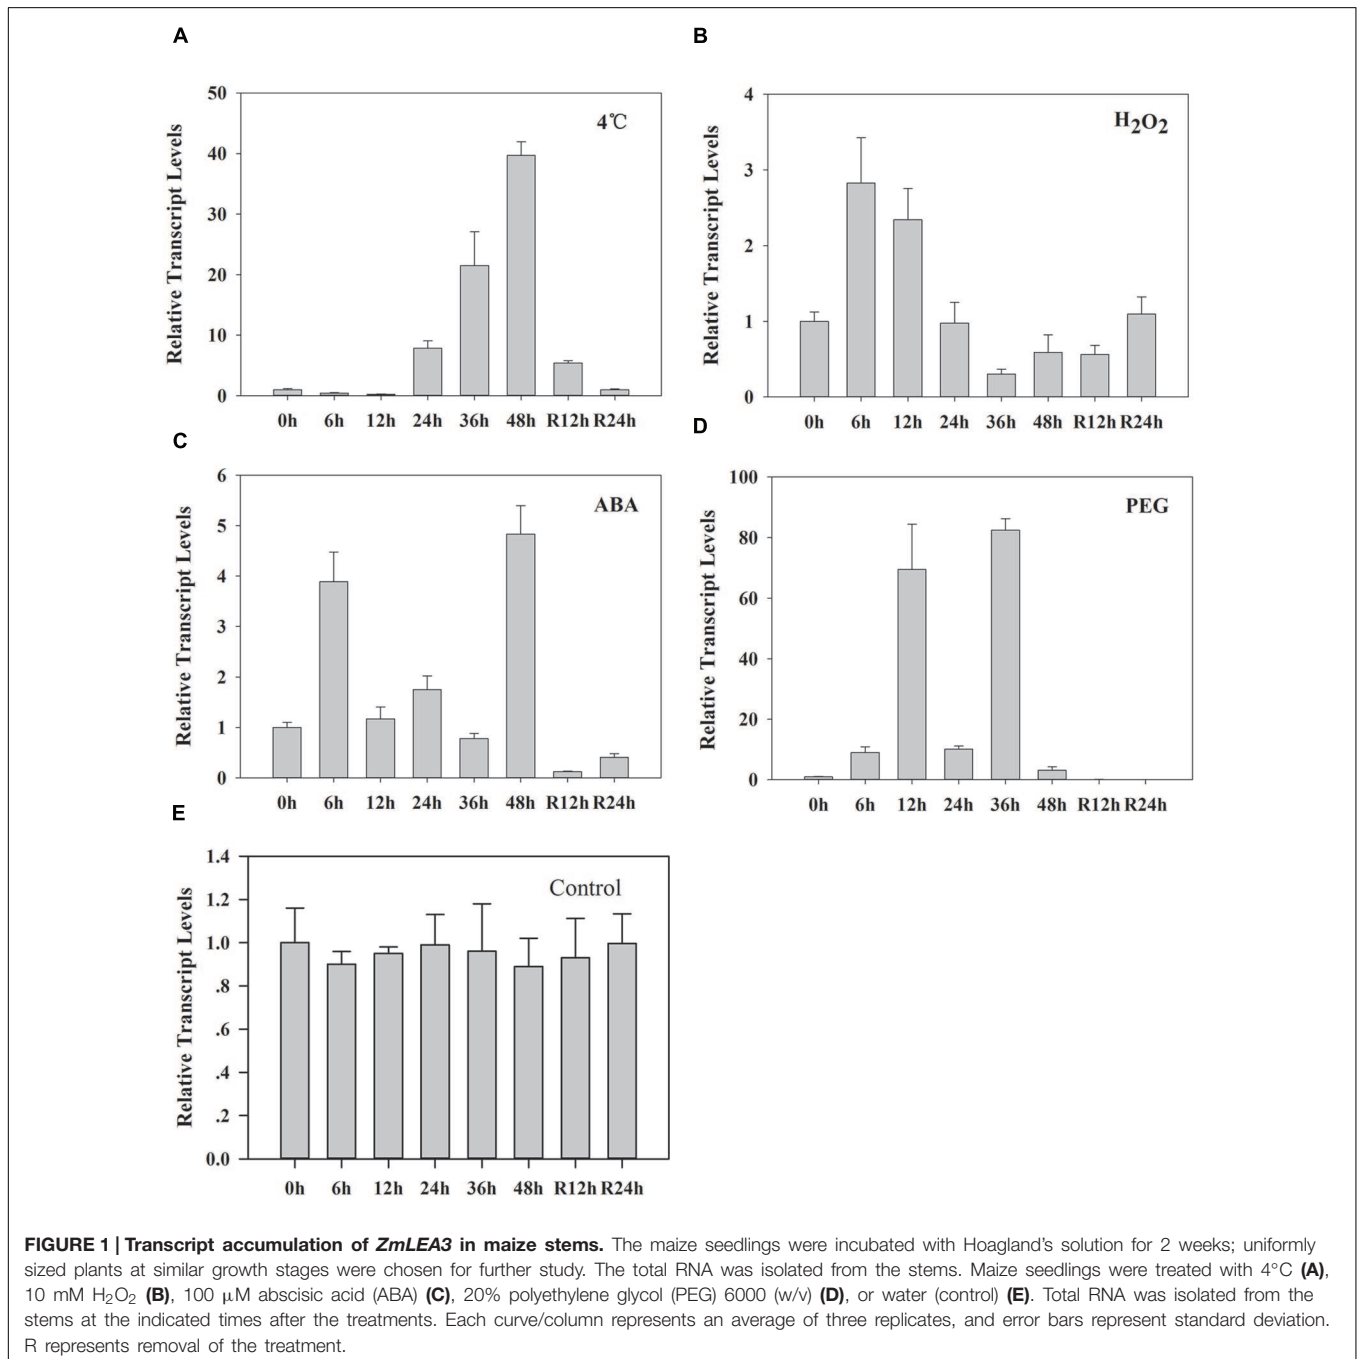 A
50
40
30
20
10
0
Relative Transcript Levels
4℃
0h 6h 12h 24h 36h 48h R12h R24h
B
4
3
2
1
0
Relative Transcript Levels
H2O2
0h 6h 12h 24h 36h 48h R12h R24h
C
6
5
4
3
2
1
0
Relative Transcript Levels
ABA
0h 6h 12h 24h 36h 48h R12h R24h
D
100
80
60
40
20
0
Relative Transcript Levels
PEG
0h 6h 12h 24h 36h 48h R12h R24h
E
1.4
1.2
1.0
.8
.6
.4
.2
0.0
Relative Transcript Levels
Control
0h 6h 12h 24h 36h 48h R12h R24h
FIGURE 1 | Transcript accumulation of ZmLEA3 in maize stems. The maize seedlings were incubated with Hoagland's solution for 2 weeks; uniformly
sized plants at similar growth stages were chosen for further study. The total RNA was isolated from the stems. Maize seedlings were treated with 4°C (A),
10 mM H2O2 (B), 100 μM abscisic acid (ABA) (C), 20% polyethylene glycol (PEG) 6000 (w/v) (D), or water (control) (E). Total RNA was isolated from the
stems at the indicated times after the treatments. Each curve/column represents an average of three replicates, and error bars represent standard deviation.
R represents removal of the treatment.